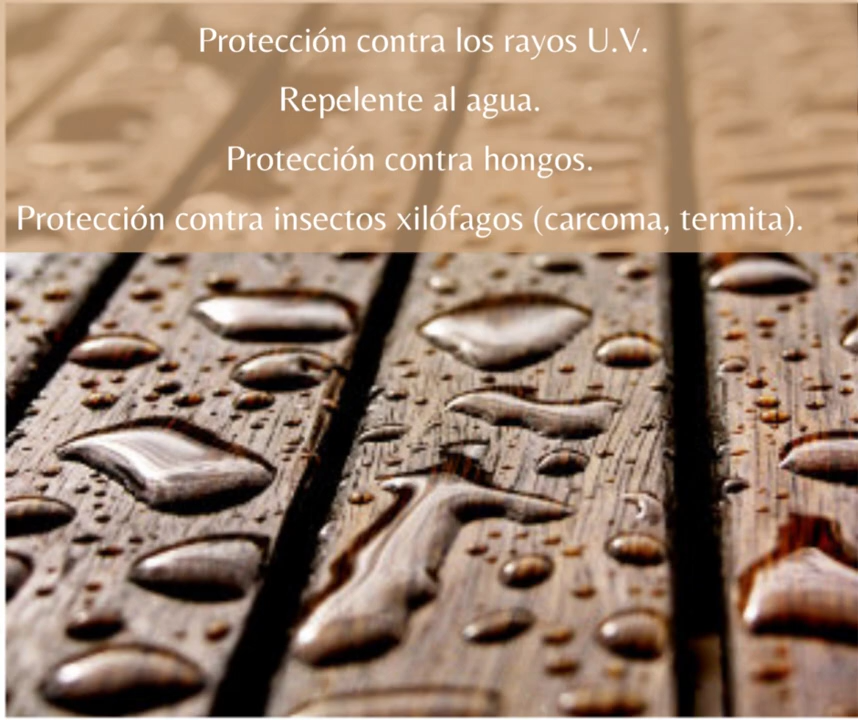 Protección contra los rayos U.V.
Repelente al agua.
Protección contra hongos.
Protección contra insectos xilófagos (carcoma, termita).